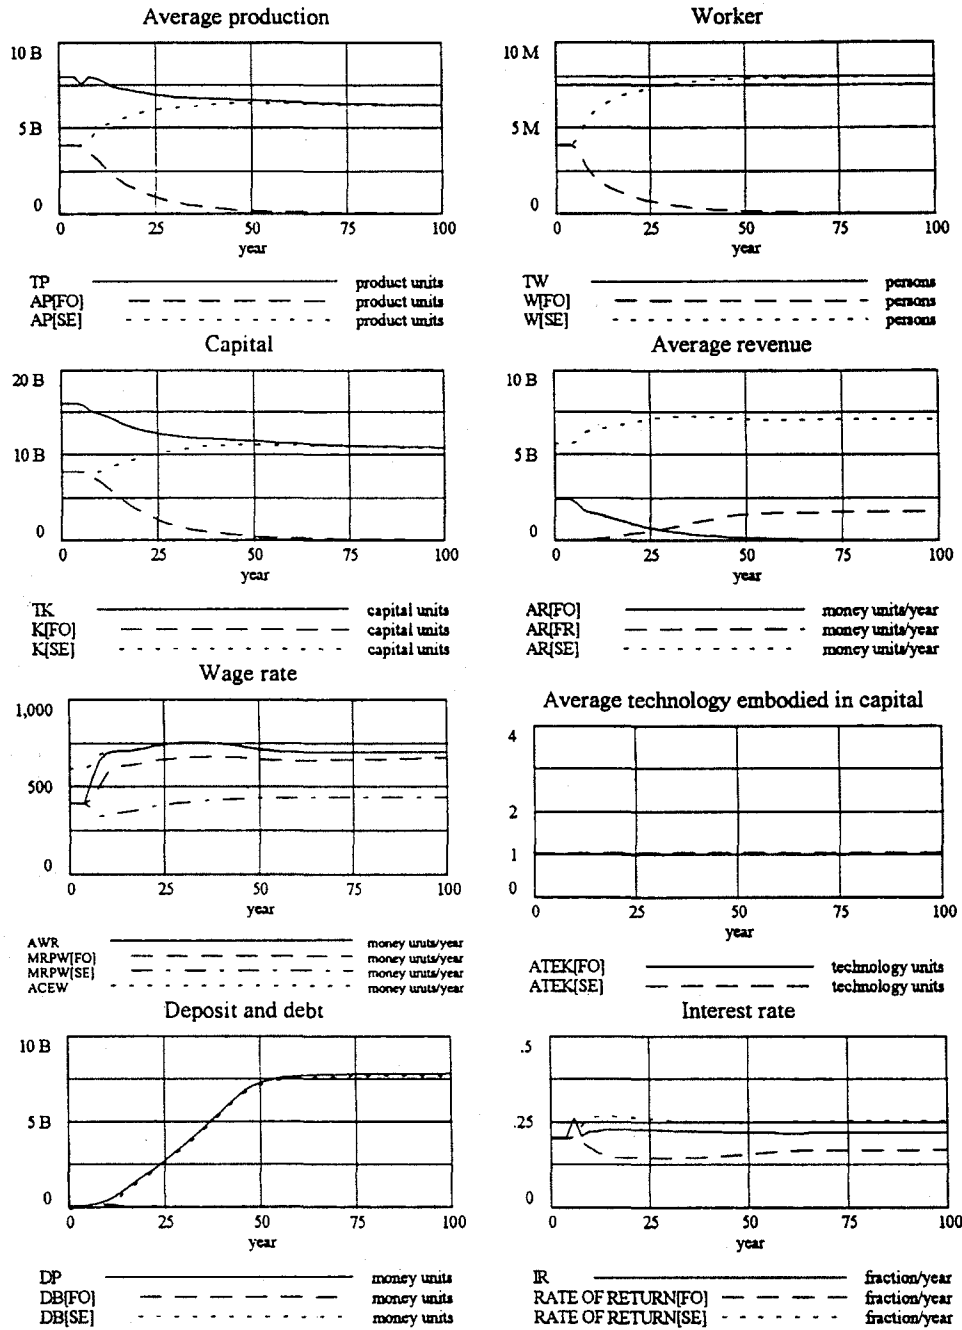 Average production
10 B
5 B
0
0 25 50 75 100
year
TP product units
AP[FO] product units
AP[SE] product units
Worker
10 M
5 M
0
0 25 50 75 100
year
TW persons
W[FO] persons
W[SE] persons
Capital
20 B
10 B
0
0 25 50 75 100
year
TK capital units
K[FO] capital units
K[SE] capital units
Average revenue
10 B
5 B
0
0 25 50 75 100
year
AR[FO] money units/year
AR[FR] money units/year
AR[SE] money units/year
Wage rate
1,000
500
0
0 25 50 75 100
year
AWR money units/year
MRPW[FO] money units/year
MRPW[SE] money units/year
ACEW money units/year
Average technology embodied in capital
4
2
1
0
0 25 50 75 100
year
ATEK[FO] technology units
ATEK[SE] technology units
Deposit and debt
10 B
5 B
0
0 25 50 75 100
year
DP money units
DB[FO] money units
DB[SE] money units
Interest rate
.5
.25
0
0 25 50 75 100
year
IR fraction/year
RATE OF RETURN[FO] fraction/year
RATE OF RETURN[SE] fraction/year